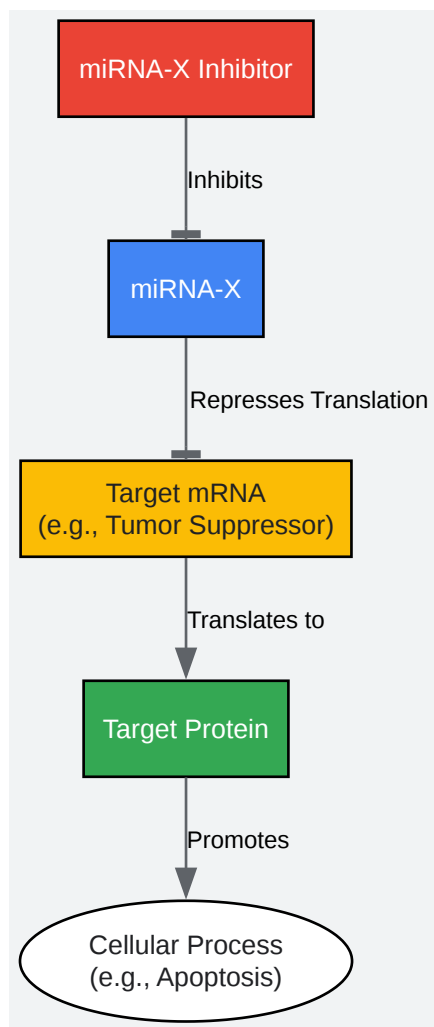 miRNA-X Inhibitor
Inhibits
miRNA-X
Represses Translation
Target mRNA
(e.g., Tumor Suppressor)
Translates to
Target Protein
Promotes
Cellular Process
(e.g., Apoptosis)